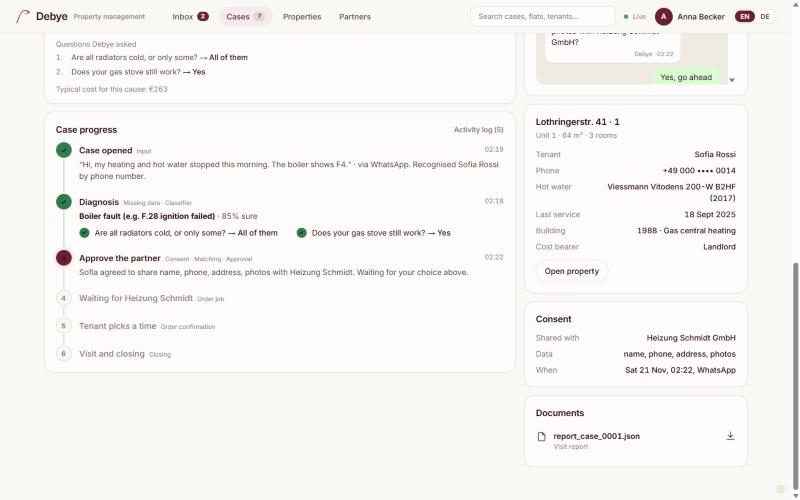 Debye Property management
Inbox 2
Cases 7
Properties
Partners
Search cases, flats, tenants...
Live
A Anna Becker
EN DE
Questions Debye asked
1. Are all radiators cold, or only some? → All of them
2. Does your gas stove still work? → Yes
Typical cost for this cause: €263
GmbH?
Debye · 02:22
Yes, go ahead
Case progress
Activity log (5)
Case opened Input 02:18
"Hi, my heating and hot water stopped this morning. The boiler shows F4." · via WhatsApp. Recognised Sofia Rossi
by phone number.
Diagnosis Missing data · Classifier 02:18
Boiler fault (e.g. F.28 ignition failed) · 85% sure
Are all radiators cold, or only some? → All of them
Does your gas stove still work? → Yes
3 Approve the partner Consent · Matching · Approval 02:22
Sofia agreed to share name, phone, address, photos with Heizung Schmidt. Waiting for your choice above.
4 Waiting for Heizung Schmidt Order job
5 Tenant picks a time Order confirmation
6 Visit and closing Closing
Lothringerstr. 41 · 1
Unit 1 · 64 m² · 3 rooms
Tenant Sofia Rossi
Phone +49 000 •••• 0014
Hot water Viessmann Vitodens 200-W B2HF
(2017)
Last service 18 Sept 2025
Building 1988 · Gas central heating
Cost bearer Landlord
Open property
Consent
Shared with Heizung Schmidt GmbH
Data name, phone, address, photos
When Sat 21 Nov, 02:22, WhatsApp
Documents
report_case_0001.json
Visit report